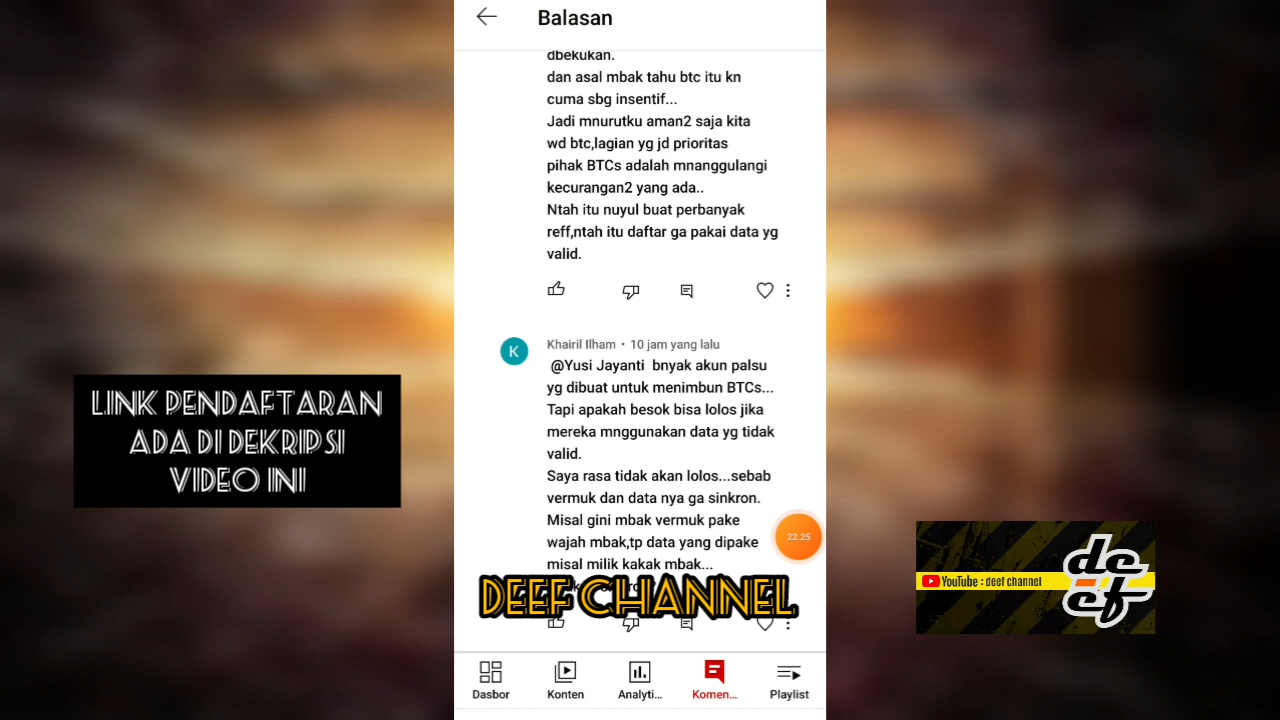 Balasan
dbekukan.
dan asal mbak tahu btc itu kn
cuma sbg insentif...
Jadi mnurutku aman2 saja kita
wd btc,lagian yg jd prioritas
pihak BTCs adalah mnanggulangi
kecurangan2 yang ada..
Ntah itu nuyul buat perbanyak
reff,ntah itu daftar ga pakai data yg
valid.
K
Khairil Ilham • 10 jam yang lalu
@Yusi Jayanti bnyak akun palsu
yg dibuat untuk menimbun BTCs...
Tapi apakah besok bisa lolos jika
mereka mnggunakan data yg tidak
valid.
Saya rasa tidak akan lolos...sebab
vermuk dan data nya ga sinkron.
Misal gini mbak vermuk pake
wajah mbak,tp data yang dipake
misal milik kakak mbak...
22.25
DEEF CHANNEL
Dasbor
Konten
Analyti...
Komen...
Playlist
LINK PENDAFTARAN
ADA DI DEKRIPSI
VIDEO INI
YouTube : deef channel
de
ef